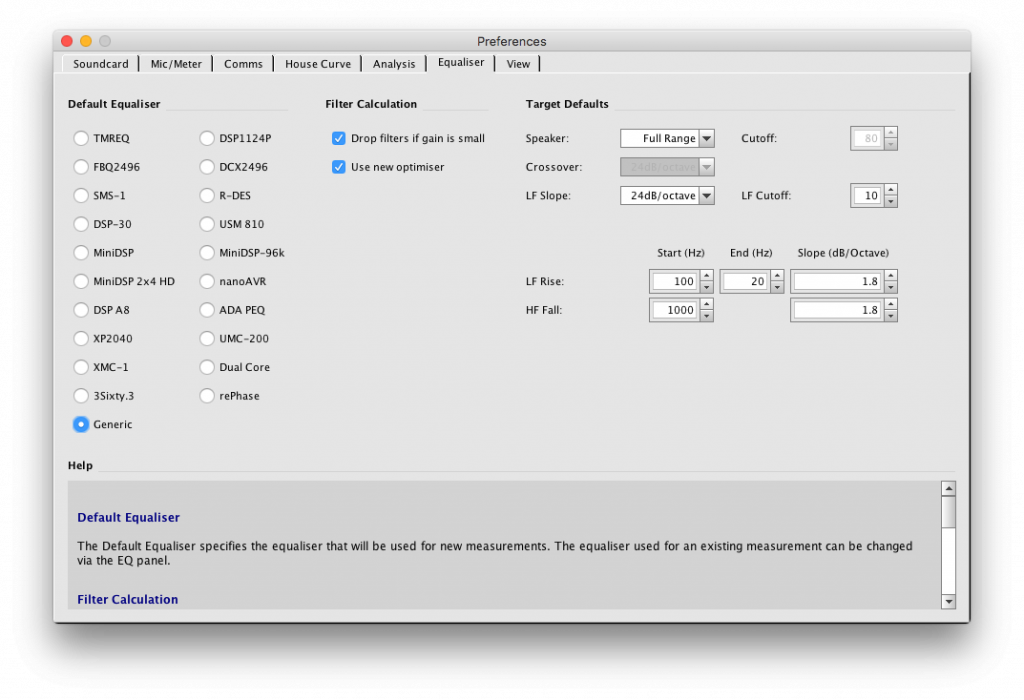 Preferences
Soundcard Mic/Meter Comms House Curve Analysis Equaliser View
Default Equaliser
TMREQ DSP1124P
FBQ2496 DCX2496
SMS-1 R-DES
DSP-30 USM 810
MiniDSP MiniDSP-96k
MiniDSP 2x4 HD nanoAVR
DSP A8 ADA PEQ
XP2040 UMC-200
XMC-1 Dual Core
3Sixty.3 rePhase
Generic
Filter Calculation
Drop filters if gain is small
Use new optimiser
Target Defaults
Speaker: Full Range Cutoff: 80
Crossover: 24dB/octave
LF Slope: 24dB/octave LF Cutoff: 10
Start (Hz) End (Hz) Slope (dB/Octave)
LF Rise: 100 20 1.8
HF Fall: 1000 1.8
Help
Default Equaliser
The Default Equaliser specifies the equaliser that will be used for new measurements. The equaliser used for an existing measurement can be changed
via the EQ panel.
Filter Calculation